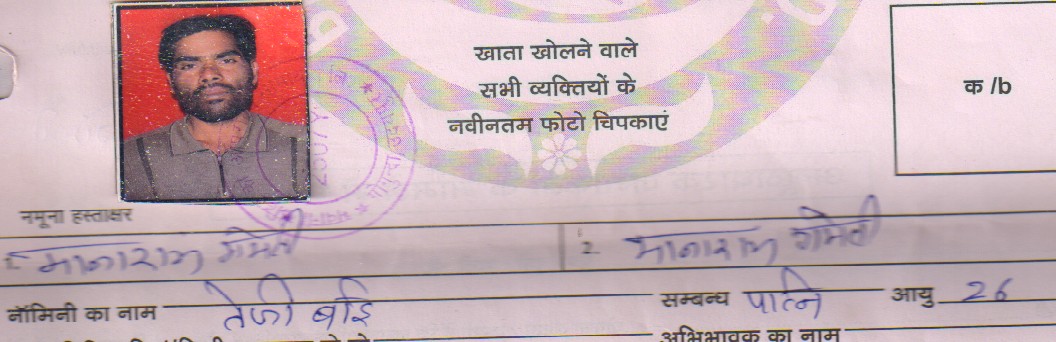 खाता खोलने वाले
सभी व्यक्तियों के
नवीनतम फोटो चिपकाएं
क /b
नमूना हस्ताक्षर
मानाराम गमेती 2. मानाराम गमेती
नॉमिनी का नाम तेजी बाई सम्बन्ध पत्नि आयु 26
अभिभावक का नाम